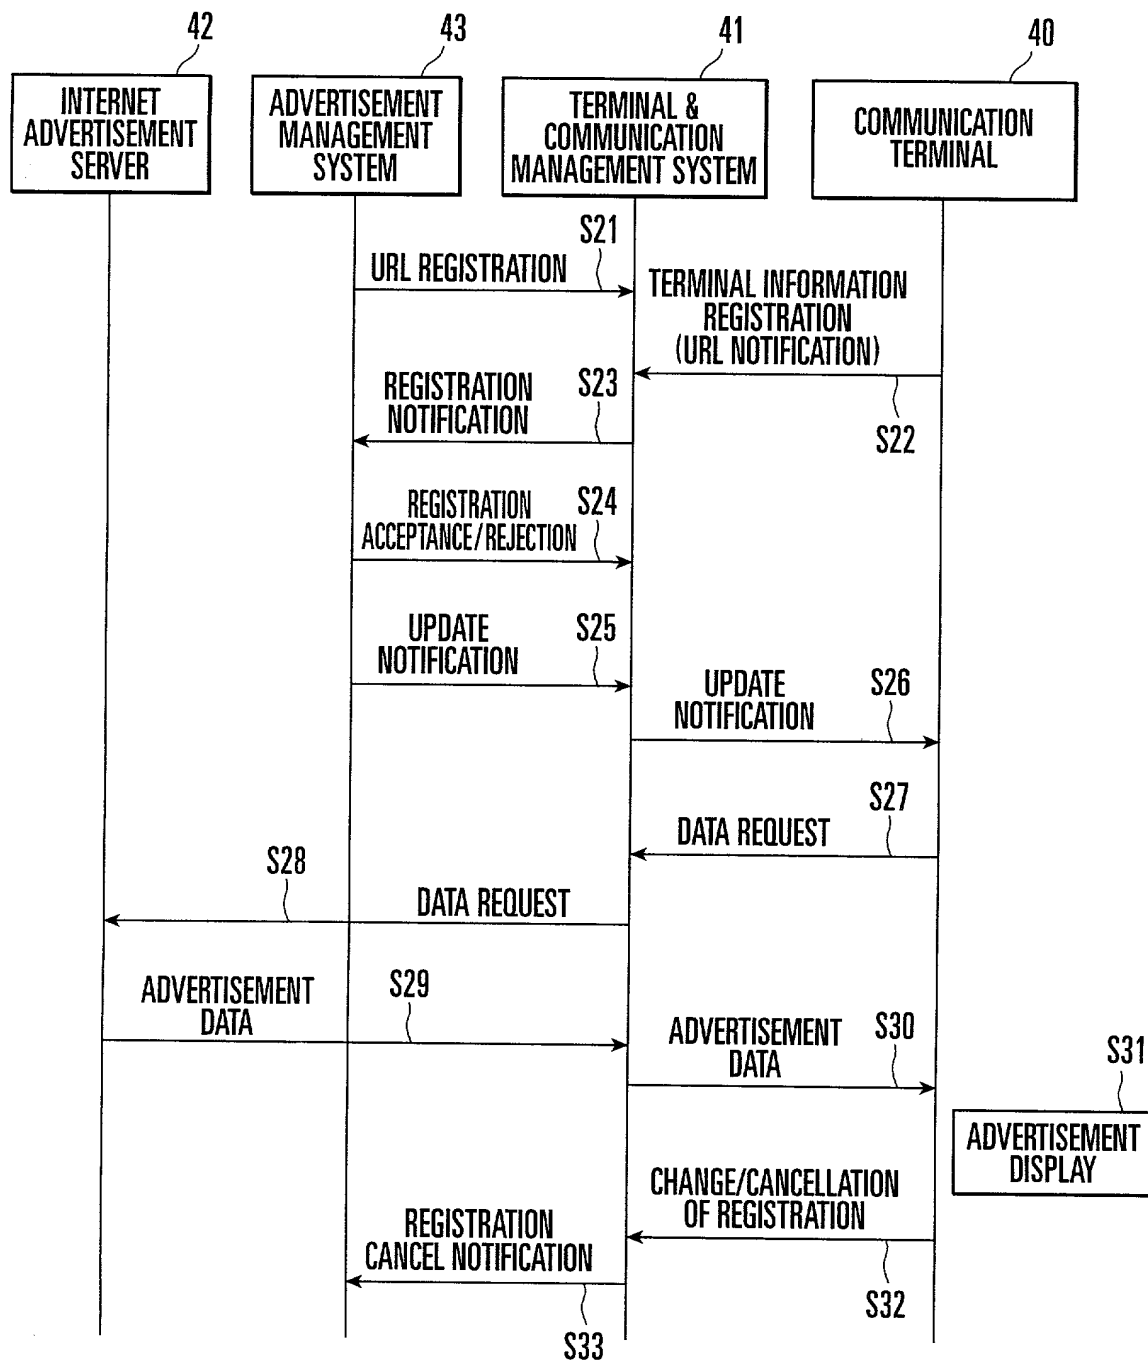 42
43
41
40
INTERNET
ADVERTISEMENT
SERVER
ADVERTISEMENT
MANAGEMENT
SYSTEM
TERMINAL &
COMMUNICATION
MANAGEMENT SYSTEM
COMMUNICATION
TERMINAL
S21
URL REGISTRATION
TERMINAL INFORMATION
REGISTRATION
(URL NOTIFICATION)
S22
REGISTRATION
NOTIFICATION
S23
REGISTRATION
ACCEPTANCE/REJECTION
S24
UPDATE
NOTIFICATION
S25
UPDATE
NOTIFICATION
S26
S27
DATA REQUEST
S28
DATA REQUEST
ADVERTISEMENT
DATA
S29
ADVERTISEMENT
DATA
S30
S31
ADVERTISEMENT
DISPLAY
CHANGE/CANCELLATION
OF REGISTRATION
S32
REGISTRATION
CANCEL NOTIFICATION
S33